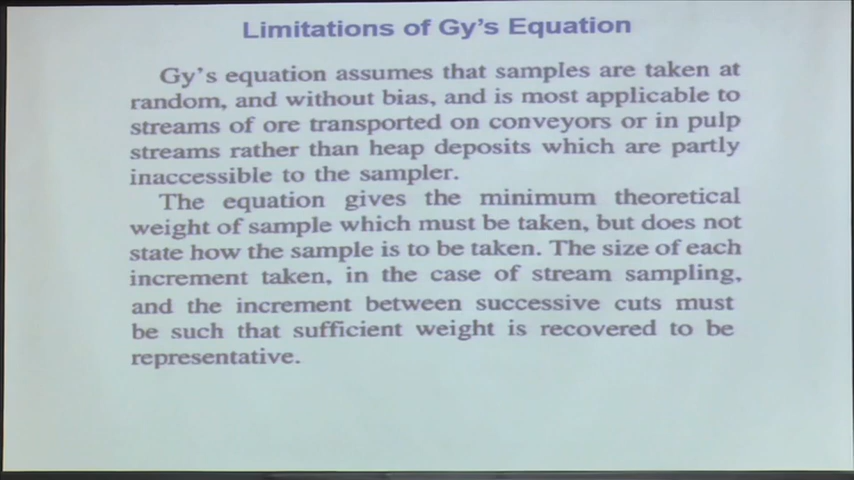 Limitations of Gy's Equation
Gy's equation assumes that samples are taken at
random, and without bias, and is most applicable to
streams of ore transported on conveyors or in pulp
streams rather than heap deposits which are partly
inaccessible to the sampler.
The equation gives the minimum theoretical
weight of sample which must be taken, but does not
state how the sample is to be taken. The size of each
increment taken, in the case of stream sampling,
and the increment between successive cuts must
be such that sufficient weight is recovered to be
representative.